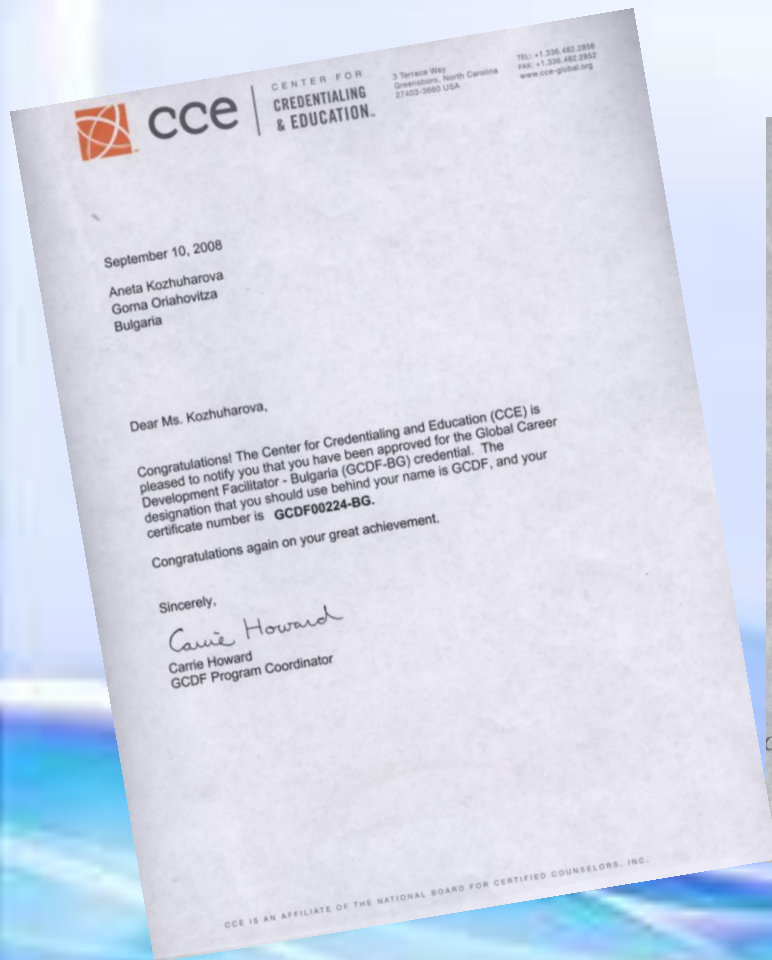 cce
CENTER FOR
CREDENTIALING
& EDUCATION™
3 Terrace Way
Greensboro, North Carolina
27403-3660 USA
TEL: +1.336.482.2856
FAX: +1.336.482.2852
www.cce-global.org
September 10, 2008
Aneta Kozhuharova
Gorna Oriahovitza
Bulgaria
Dear Ms. Kozhuharova,
Congratulations! The Center for Credentialing and Education (CCE) is
pleased to notify you that you have been approved for the Global Career
Development Facilitator - Bulgaria (GCDF-BG) credential. The
designation that you should use behind your name is GCDF, and your
certificate number is GCDF00224-BG.
Congratulations again on your great achievement.
Sincerely,
Carrie Howard
Carrie Howard
GCDF Program Coordinator
CCE IS AN AFFILIATE OF THE NATIONAL BOARD FOR CERTIFIED COUNSELORS, INC.